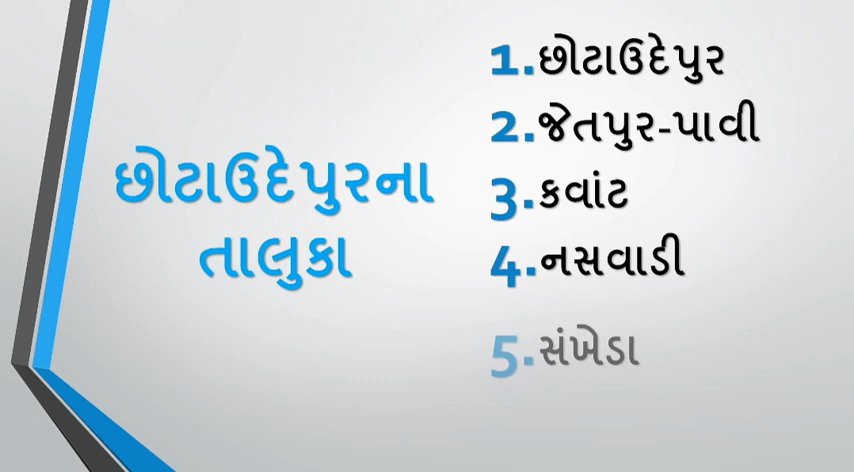 છોટાઉદેપુરના
તાલુકા
1.છોટાઉદેપુર
2.જેતપુર-પાવી
3.કવાંટ
4.નસવાડી
5.સંખેડા